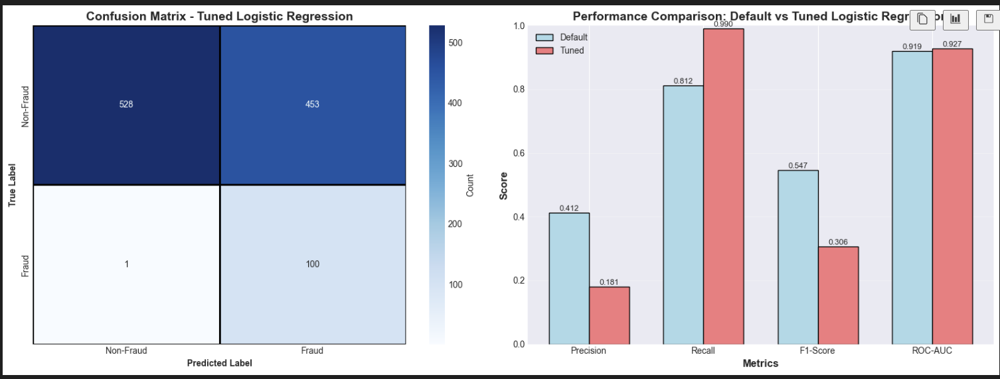 Confusion Matrix - Tuned Logistic Regression
Non-Fraud
528
453
Fraud
1
100
True Label
Non-Fraud
Fraud
Predicted Label
500
400
300
200
100
Count
Performance Comparison: Default vs Tuned Logistic Regr
Default
Tuned
1.0
0.8
0.6
0.4
0.2
0.0
Score
0.412
0.181
0.812
0.990
0.547
0.306
0.919
0.927
Precision
Recall
F1-Score
ROC-AUC
Metrics